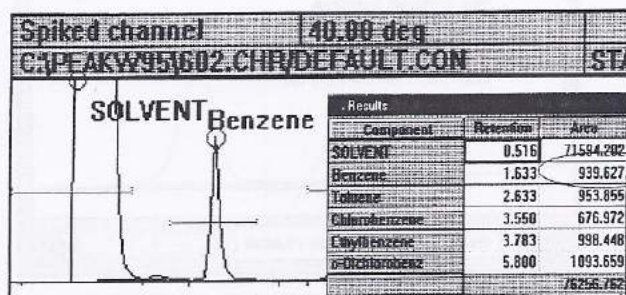 Spiked channel 40.00 deg
C:\PEAKW95\602.CHR/DEFAULT.CON STA
SOLVENT Benzene
Results
Component Retention Area
SOLVENT 0.516 71594.202
Benzene 1.633 939.627
Toluene 2.633 953.855
Chlorobenzene 3.550 676.972
Ethylbenzene 3.783 998.448
o-Dichlorobenz 5.800 1093.659
76256.762